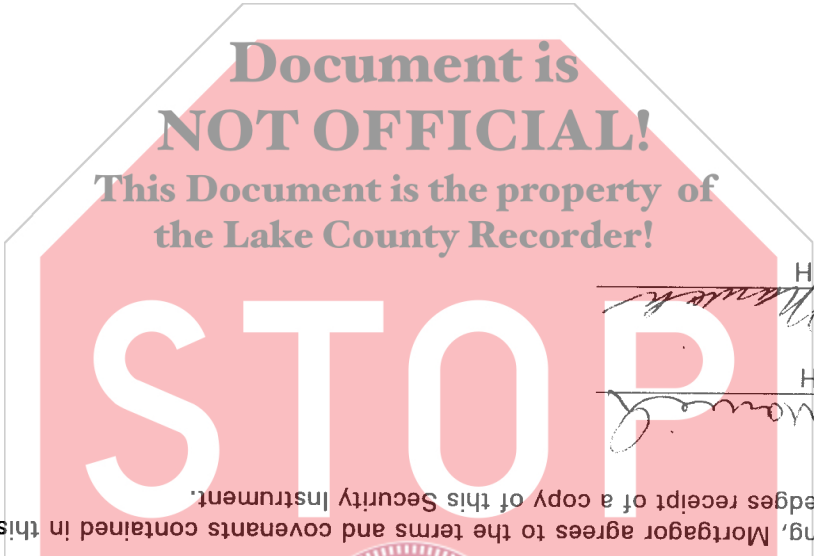 Document is
NOT OFFICIAL!
This Document is the property of
the Lake County Recorder!
STOP
H
H
ng, Mortgagor agrees to the terms and covenants contained in this
edges receipt of a copy of this Security Instrument.